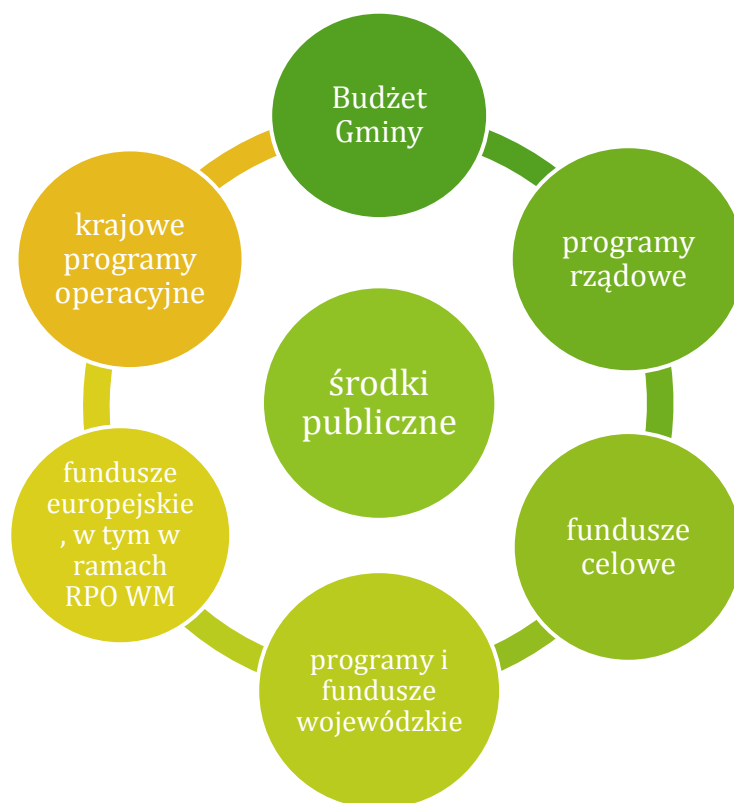 Budżet
Gminy
programy
rządowe
fundusze
celowe
programy i
fundusze
wojewódzkie
fundusze
europejskie
, w tym w
ramach
RPO WM
krajowe
programy
operacyjne
środki
publiczne